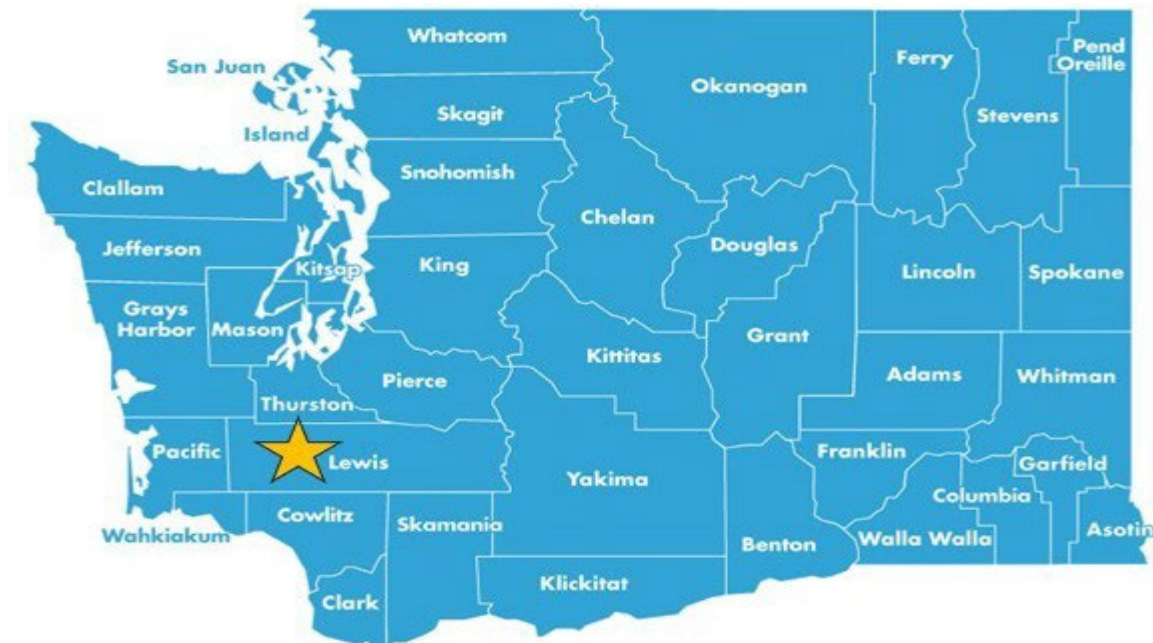 Whatcom
San Juan
Island
Skagit
Snohomish
Okanogan
Ferry
Pend
Oreille
Stevens
Clallam
Jefferson
Kitsap
King
Chelan
Douglas
Lincoln
Spokane
Grays
Harbor
Mason
Kittitas
Grant
Pierce
Adams
Whitman
Thurston
Pacific
Lewis
Yakima
Franklin
Garfield
Columbia
Wahkiakum
Cowlitz
Skamania
Benton
Walla Walla
Asotin
Clark
Klickitat